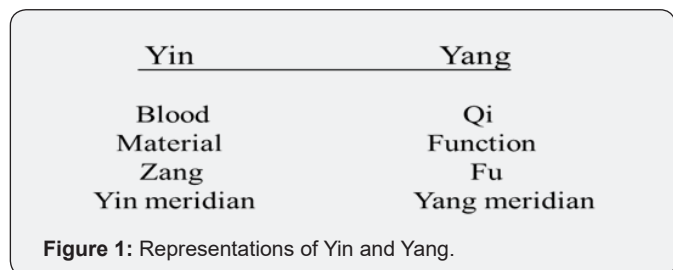 Yin Yang
Blood Qi
Material Function
Zang Fu
Yin meridian Yang meridian
Figure 1: Representations of Yin and Yang.